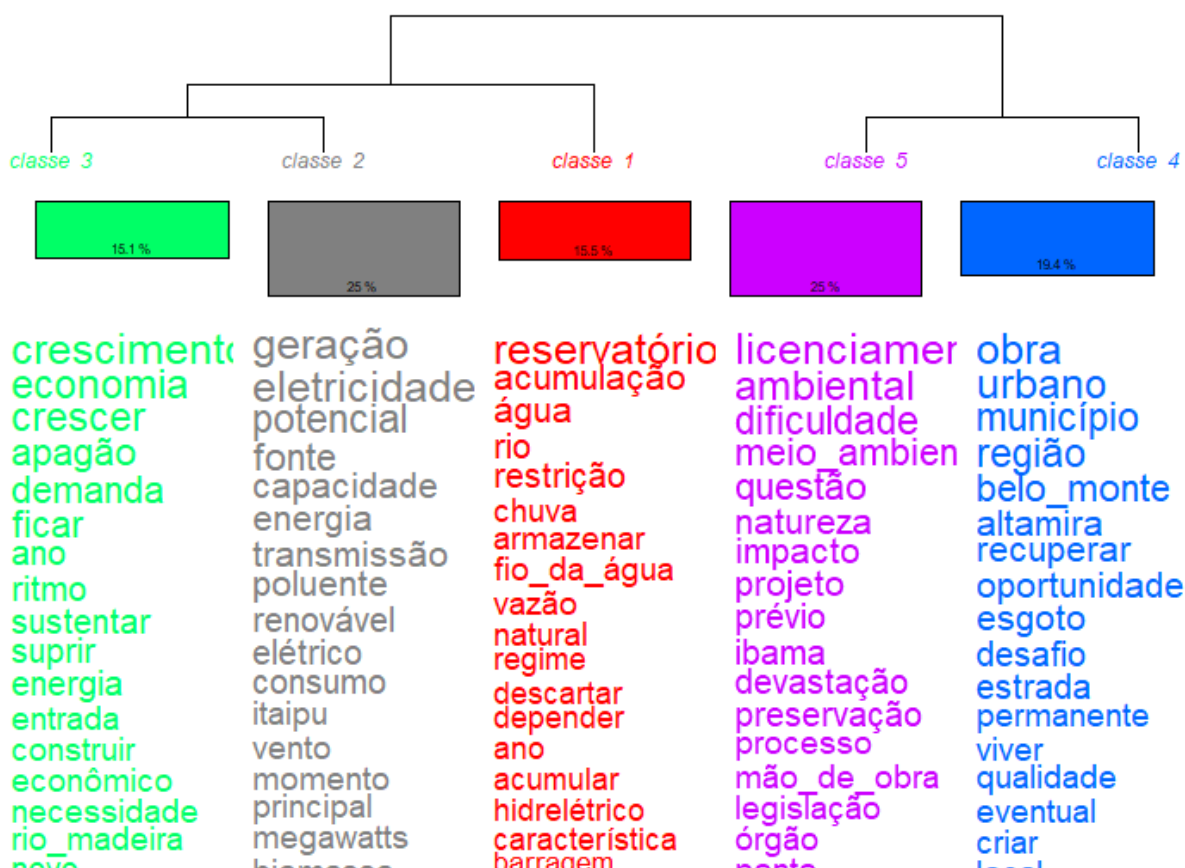 classe 3
classe 2
classe 1
classe 5
classe 4
15.1 %
25 %
15.5 %
25 %
19.4 %
crescimento
economia
crescer
apagão
demanda
ficar
ano
ritmo
sustentar
suprir
energia
entrada
construir
econômico
necessidade
rio_madeira
geração
eletricidade
potencial
fonte
capacidade
energia
transmissão
poluente
renovável
elétrico
consumo
itaipu
vento
momento
principal
megawatts
reservatório
acumulação
água
rio
restrição
chuva
armazenar
fio_da_água
vazão
natural
regime
descartar
depender
ano
acumular
hidrelétrico
característica
barragem
licenciamer
ambiental
dificuldade
meio_ambien
questão
natureza
impacto
projeto
prévio
ibama
devastação
preservação
processo
mão_de_obra
legislação
órgão
obra
urbano
município
região
belo_monte
altamira
recuperar
oportunidade
esgoto
desafio
estrada
permanente
viver
qualidade
eventual
criar